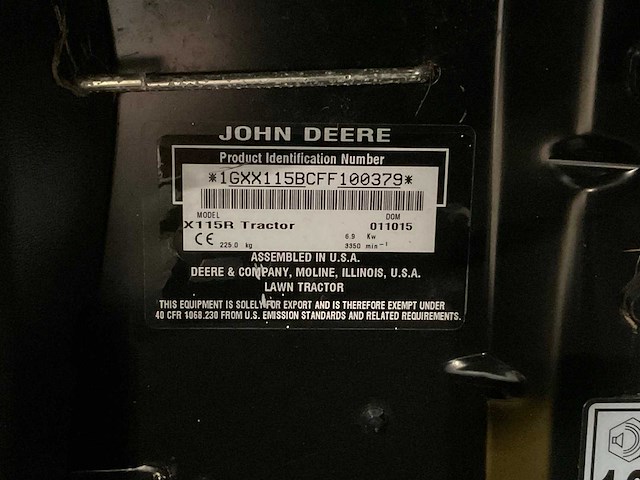 JOHN DEERE
Product Identification Number
*1GXX115BCFF100379*
MODEL DOM
X115R Tractor 011015
CE 225.0 kg 6.9 Kw 3350 min⁻¹
ASSEMBLED IN U.S.A.
DEERE & COMPANY, MOLINE, ILLINOIS, U.S.A.
LAWN TRACTOR
THIS EQUIPMENT IS SOLELY FOR EXPORT AND IS THEREFORE EXEMPT UNDER
40 CFR 1068.230 FROM U.S. EMISSION STANDARDS AND RELATED REQUIREMENTS.